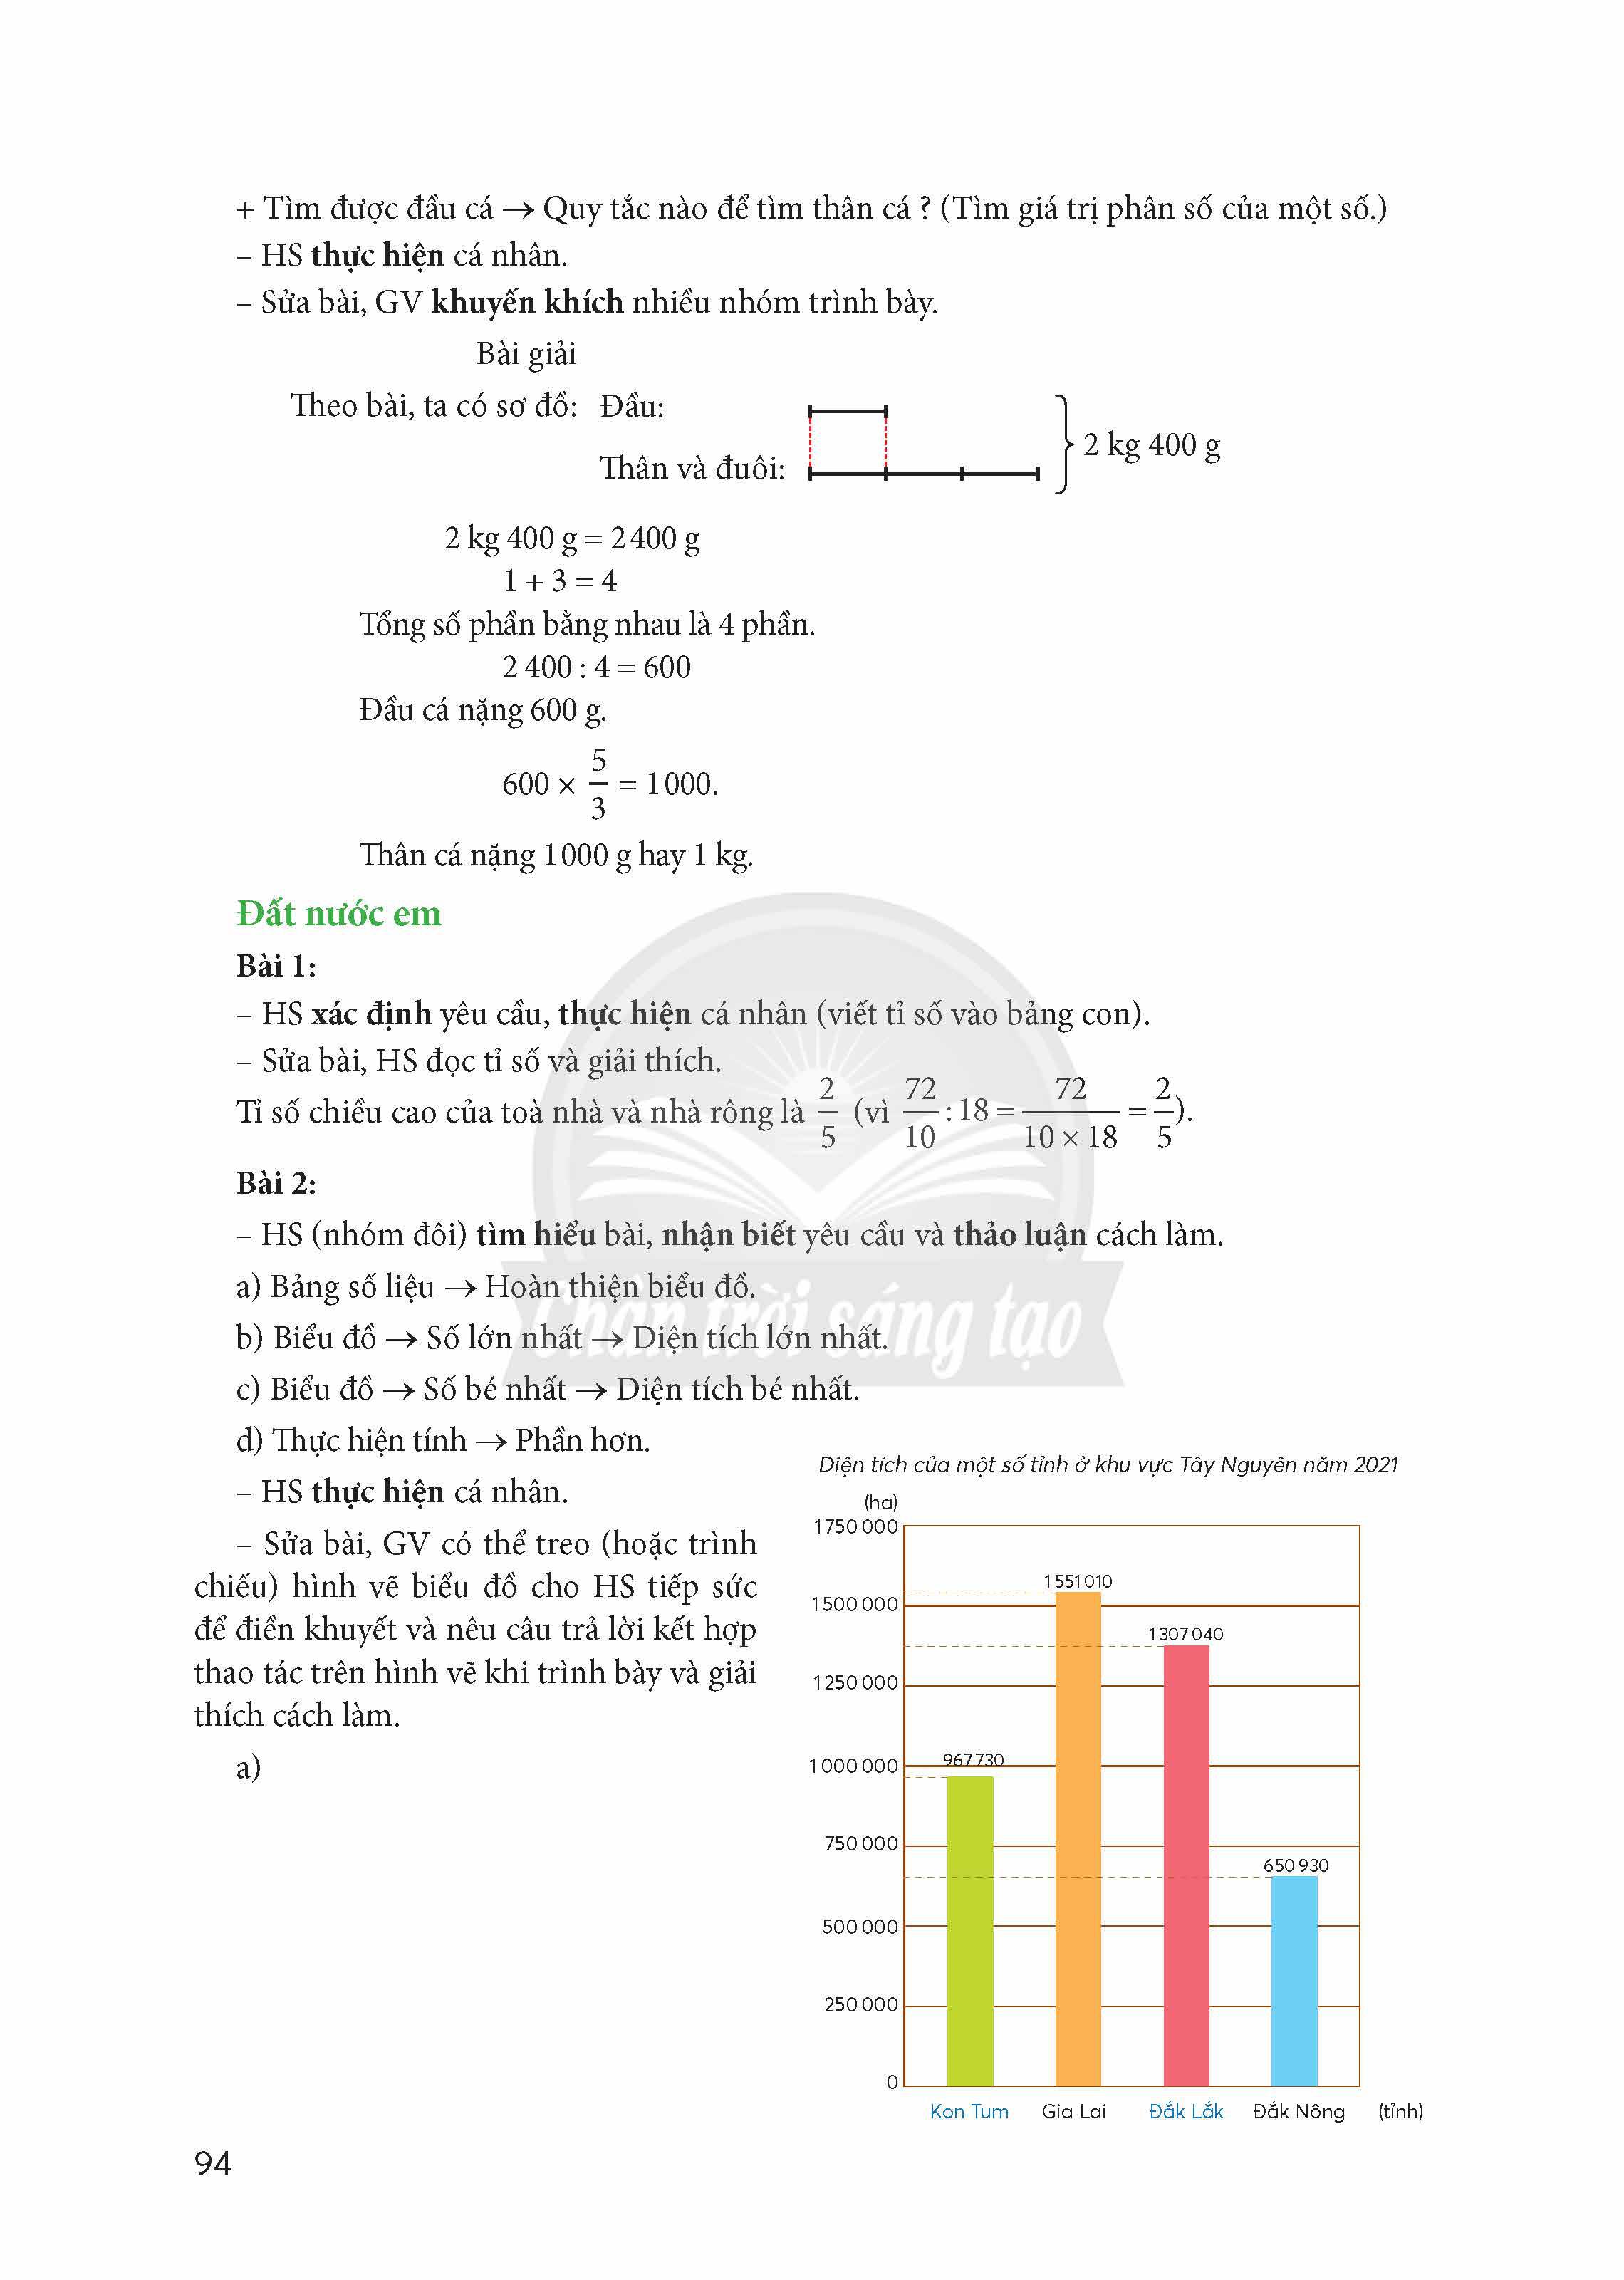 + Tìm được đầu cá → Quy tắc nào để tìm thân cá ? (Tìm giá trị phân số của một số.)
– HS thực hiện cá nhân.
– Sửa bài, GV khuyến khích nhiều nhóm trình bày.
Bài giải
Theo bài, ta có sơ đồ: Đầu:
Thân và đuôi:
2 kg 400 g
2 kg 400 g = 2 400 g
1 + 3 = 4
Tổng số phần bằng nhau là 4 phần.
2 400 : 4 = 600
Đầu cá nặng 600 g.
600 × 5/3 = 1 000.
Thân cá nặng 1 000 g hay 1 kg.
Đất nước em
Bài 1:
– HS xác định yêu cầu, thực hiện cá nhân (viết tỉ số vào bảng con).
– Sửa bài, HS đọc tỉ số và giải thích.
Tỉ số chiều cao của toà nhà và nhà rông là 2/5 (vì 72/10 : 18 = 72/(10 × 18) = 2/5).
Bài 2:
– HS (nhóm đôi) tìm hiểu bài, nhận biết yêu cầu và thảo luận cách làm.
a) Bảng số liệu → Hoàn thiện biểu đồ.
b) Biểu đồ → Số lớn nhất → Diện tích lớn nhất.
c) Biểu đồ → Số bé nhất → Diện tích bé nhất.
d) Thực hiện tính → Phần hơn.
– HS thực hiện cá nhân.
– Sửa bài, GV có thể treo (hoặc trình
chiếu) hình vẽ biểu đồ cho HS tiếp sức
để điền khuyết và nêu câu trả lời kết hợp
thao tác trên hình vẽ khi trình bày và giải
thích cách làm.
a)
Diện tích của một số tỉnh ở khu vực Tây Nguyên năm 2021
(ha)
1 750 000
1 551 010
1 500 000
1 307 040
1 250 000
967 730
1 000 000
750 000
650 930
500 000
250 000
0
Kon Tum Gia Lai Đắk Lắk Đắk Nông (tỉnh)
Chân trời sáng tạo
94